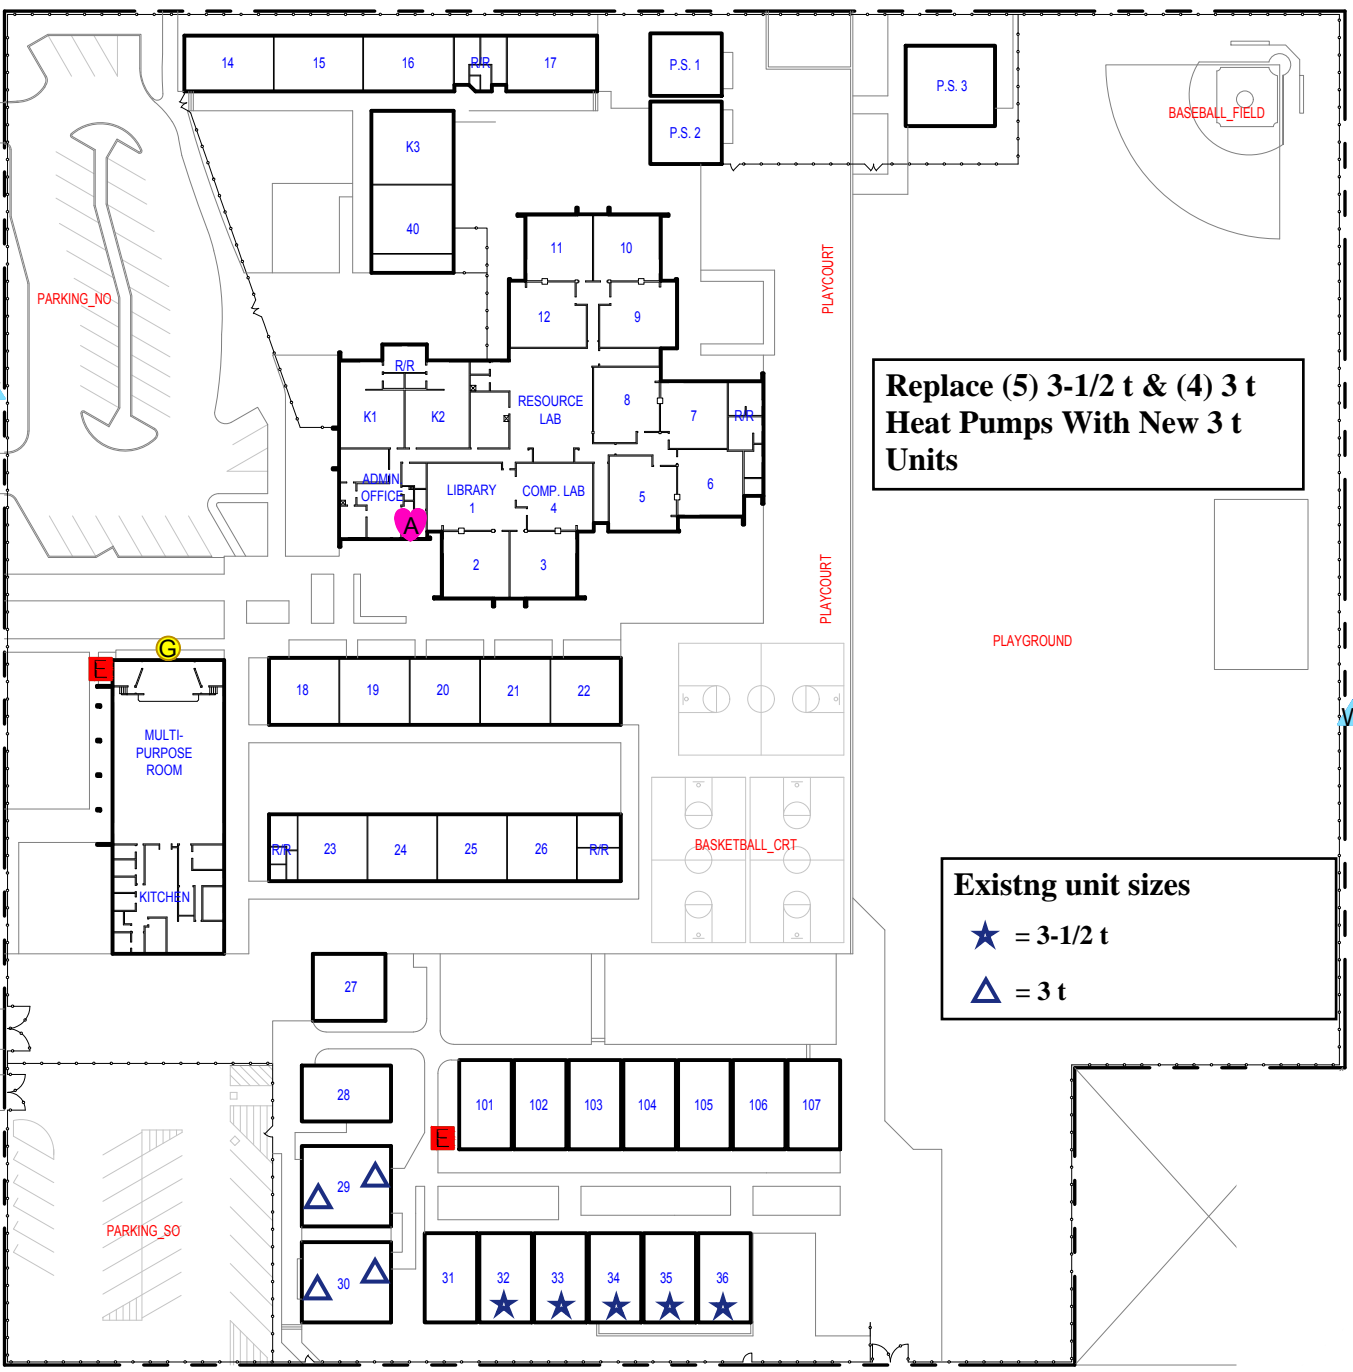 14
15
16
R/R
17
P.S. 1
P.S. 2
P.S. 3
BASEBALL_FIELD
K3
40
11
10
12
9
PARKING_NO
PLAYCOURT
R/R
K1
K2
RESOURCE
LAB
8
7
R/R
Replace (5) 3-1/2 t & (4) 3 t
Heat Pumps With New 3 t
Units
ADMIN
OFFICE
A
LIBRARY
1
COMP. LAB
4
5
6
2
3
PLAYCOURT
PLAYGROUND
G
E
18
19
20
21
22
W
MULTI-
PURPOSE
ROOM
R/R
23
24
25
26
R/R
BASKETBALL_CRT
KITCHEN
Existng unit sizes
= 3-1/2 t
= 3 t
27
28
101
102
103
104
105
106
107
E
29
PARKING_SO
30
31
32
33
34
35
36